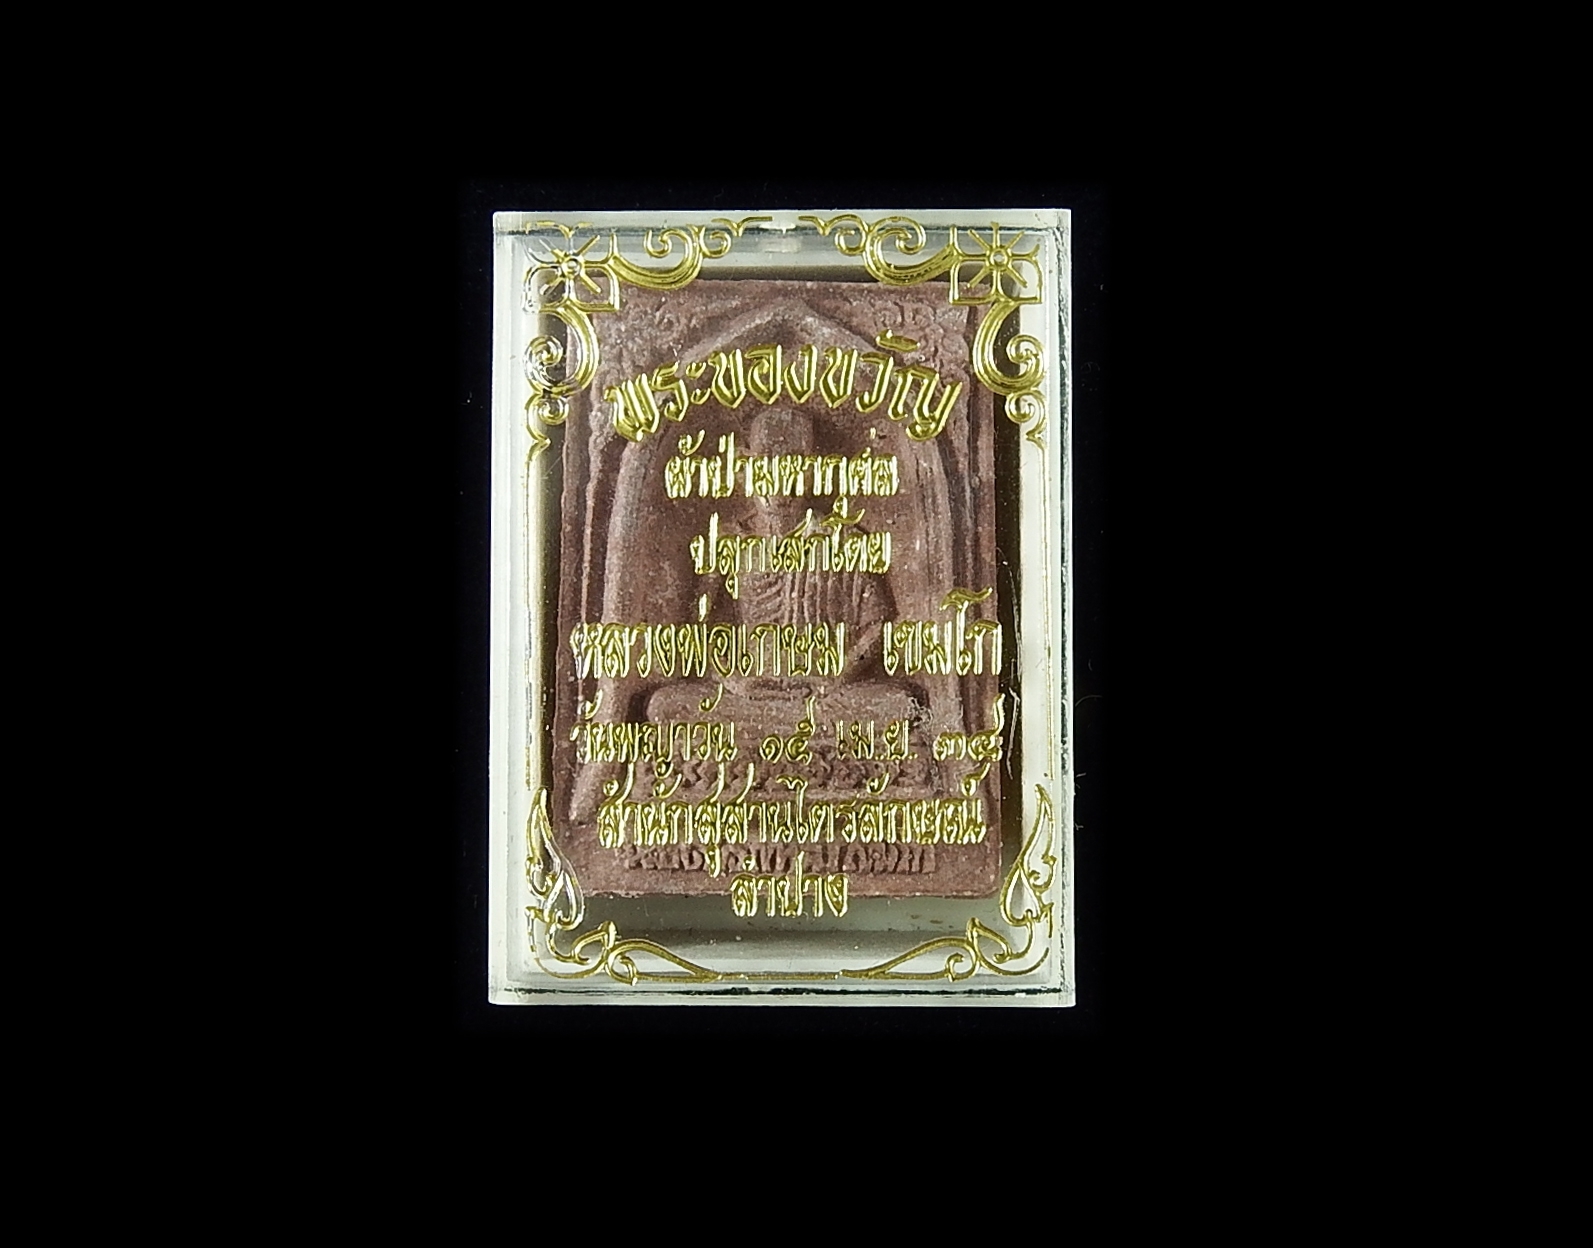 พระของขวัญ
ผ้าป่ามหากุศล
ปลุกเสกโดย
หลวงพ่อเกษม เขมโก
วันพญาวัน ๑๕ เม.ย. ๓๕
สำนักสุสานไตรลักษณ์
ลำปาง